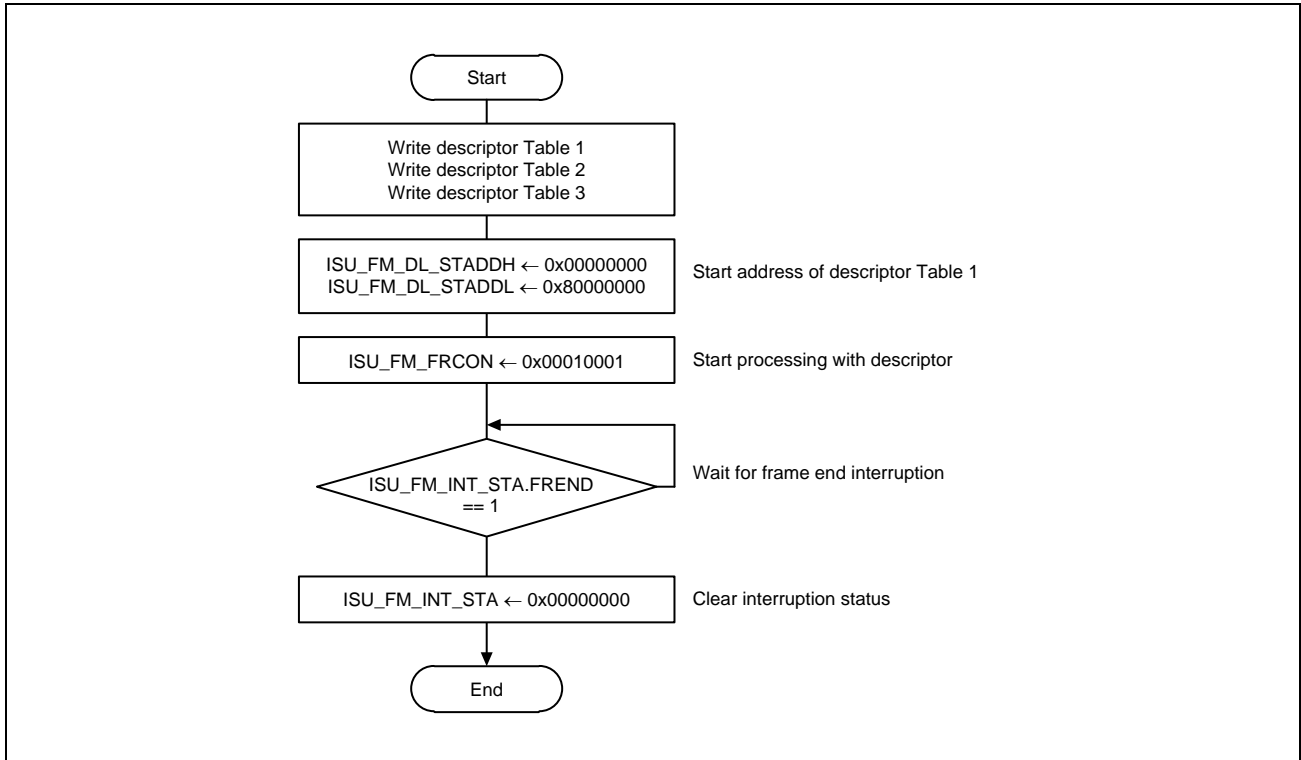 Start
Write descriptor Table 1
Write descriptor Table 2
Write descriptor Table 3
ISU_FM_DL_STADDH ← 0x00000000
ISU_FM_DL_STADDL ← 0x80000000
Start address of descriptor Table 1
ISU_FM_FRCON ← 0x00010001
Start processing with descriptor
ISU_FM_INT_STA.FREND
== 1
Wait for frame end interruption
ISU_FM_INT_STA ← 0x00000000
Clear interruption status
End